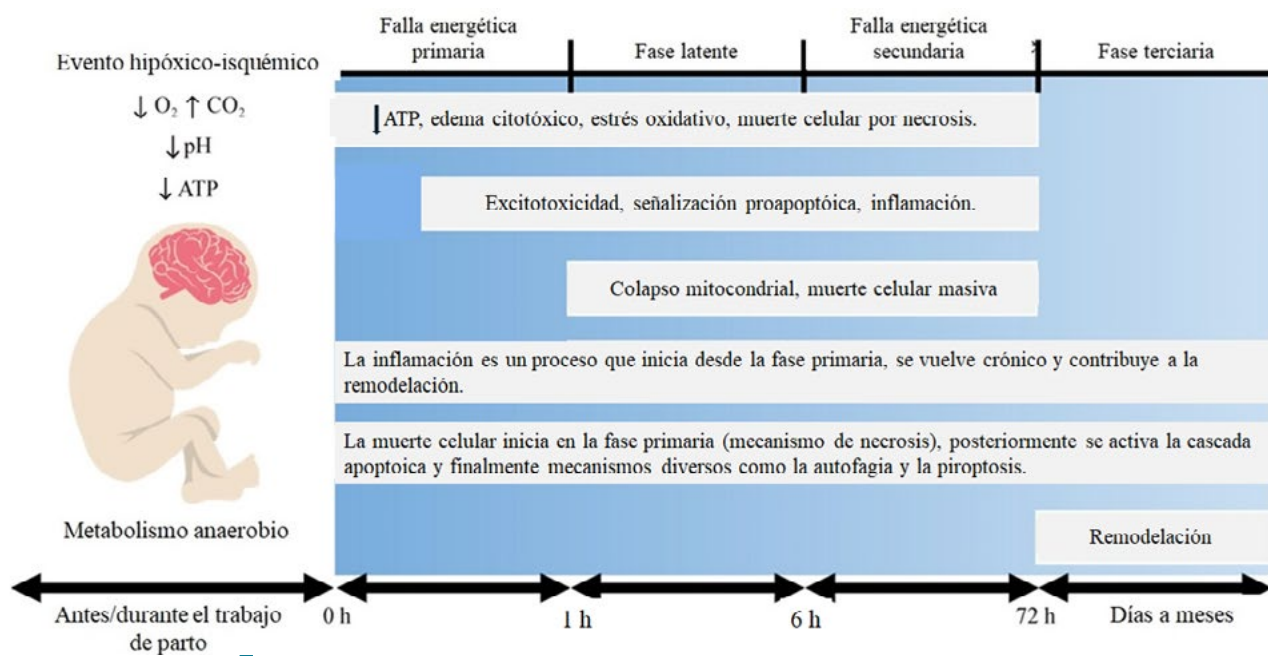 Falla energética
primaria
Fase latente
Falla energética
secundaria
Fase terciaria
Evento hipóxico-isquémico
↓ O₂ ↑ CO₂
↓ pH
↓ ATP
↓ATP, edema citotóxico, estrés oxidativo, muerte celular por necrosis.
Excitotoxicidad, señalización proapoptóica, inflamación.
Colapso mitocondrial, muerte celular masiva
La inflamación es un proceso que inicia desde la fase primaria, se vuelve crónico y contribuye a la
remodelación.
La muerte celular inicia en la fase primaria (mecanismo de necrosis), posteriormente se activa la cascada
apoptoica y finalmente mecanismos diversos como la autofagia y la piroptosis.
Remodelación
Metabolismo anaerobio
Antes/durante el trabajo
de parto
0 h
1 h
6 h
72 h
Días a meses